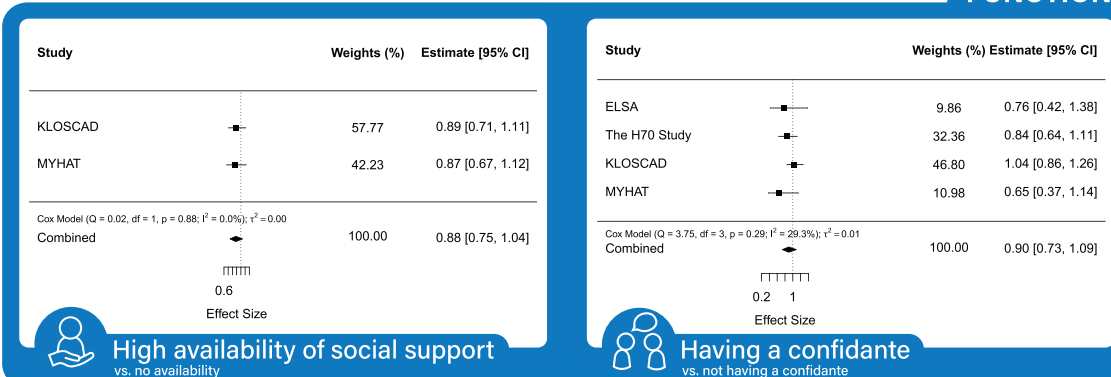 FUNCTION
Study Weights (%) Estimate [95% CI]
KLOSCAD 57.77 0.89 [0.71, 1.11]
MYHAT 42.23 0.87 [0.67, 1.12]
Cox Model (Q = 0.02, df = 1, p = 0.88; I² = 0.0%); τ² = 0.00
Combined 100.00 0.88 [0.75, 1.04]
0.6
Effect Size
High availability of social support
vs. no availability
Study Weights (%) Estimate [95% CI]
ELSA 9.86 0.76 [0.42, 1.38]
The H70 Study 32.36 0.84 [0.64, 1.11]
KLOSCAD 46.80 1.04 [0.86, 1.26]
MYHAT 10.98 0.65 [0.37, 1.14]
Cox Model (Q = 3.75, df = 3, p = 0.29; I² = 29.3%); τ² = 0.01
Combined 100.00 0.90 [0.73, 1.09]
0.2 1
Effect Size
Having a confidante
vs. not having a confidante